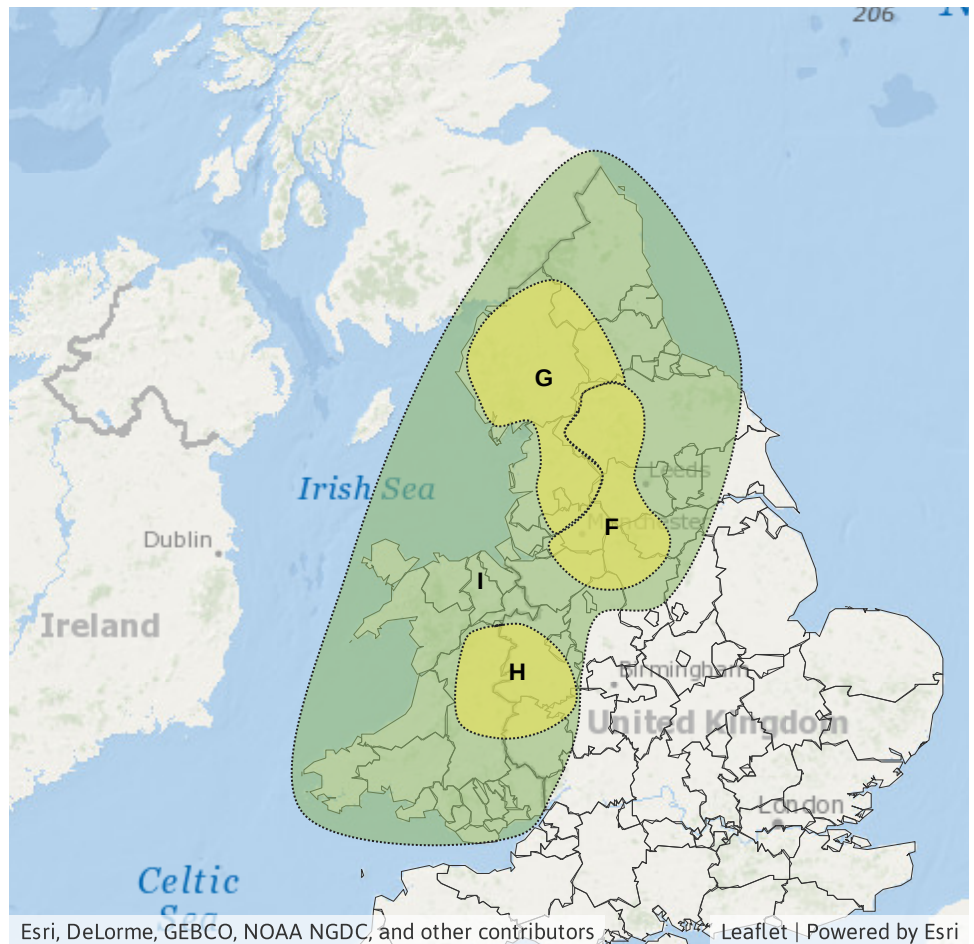 206
G
Leeds
Irish Sea
Manchester
F
Dublin
I
Ireland
H
Birmingham
United Kingdom
London
Celtic
Sea
Esri, DeLorme, GEBCO, NOAA NGDC, and other contributors
Leaflet | Powered by Esri